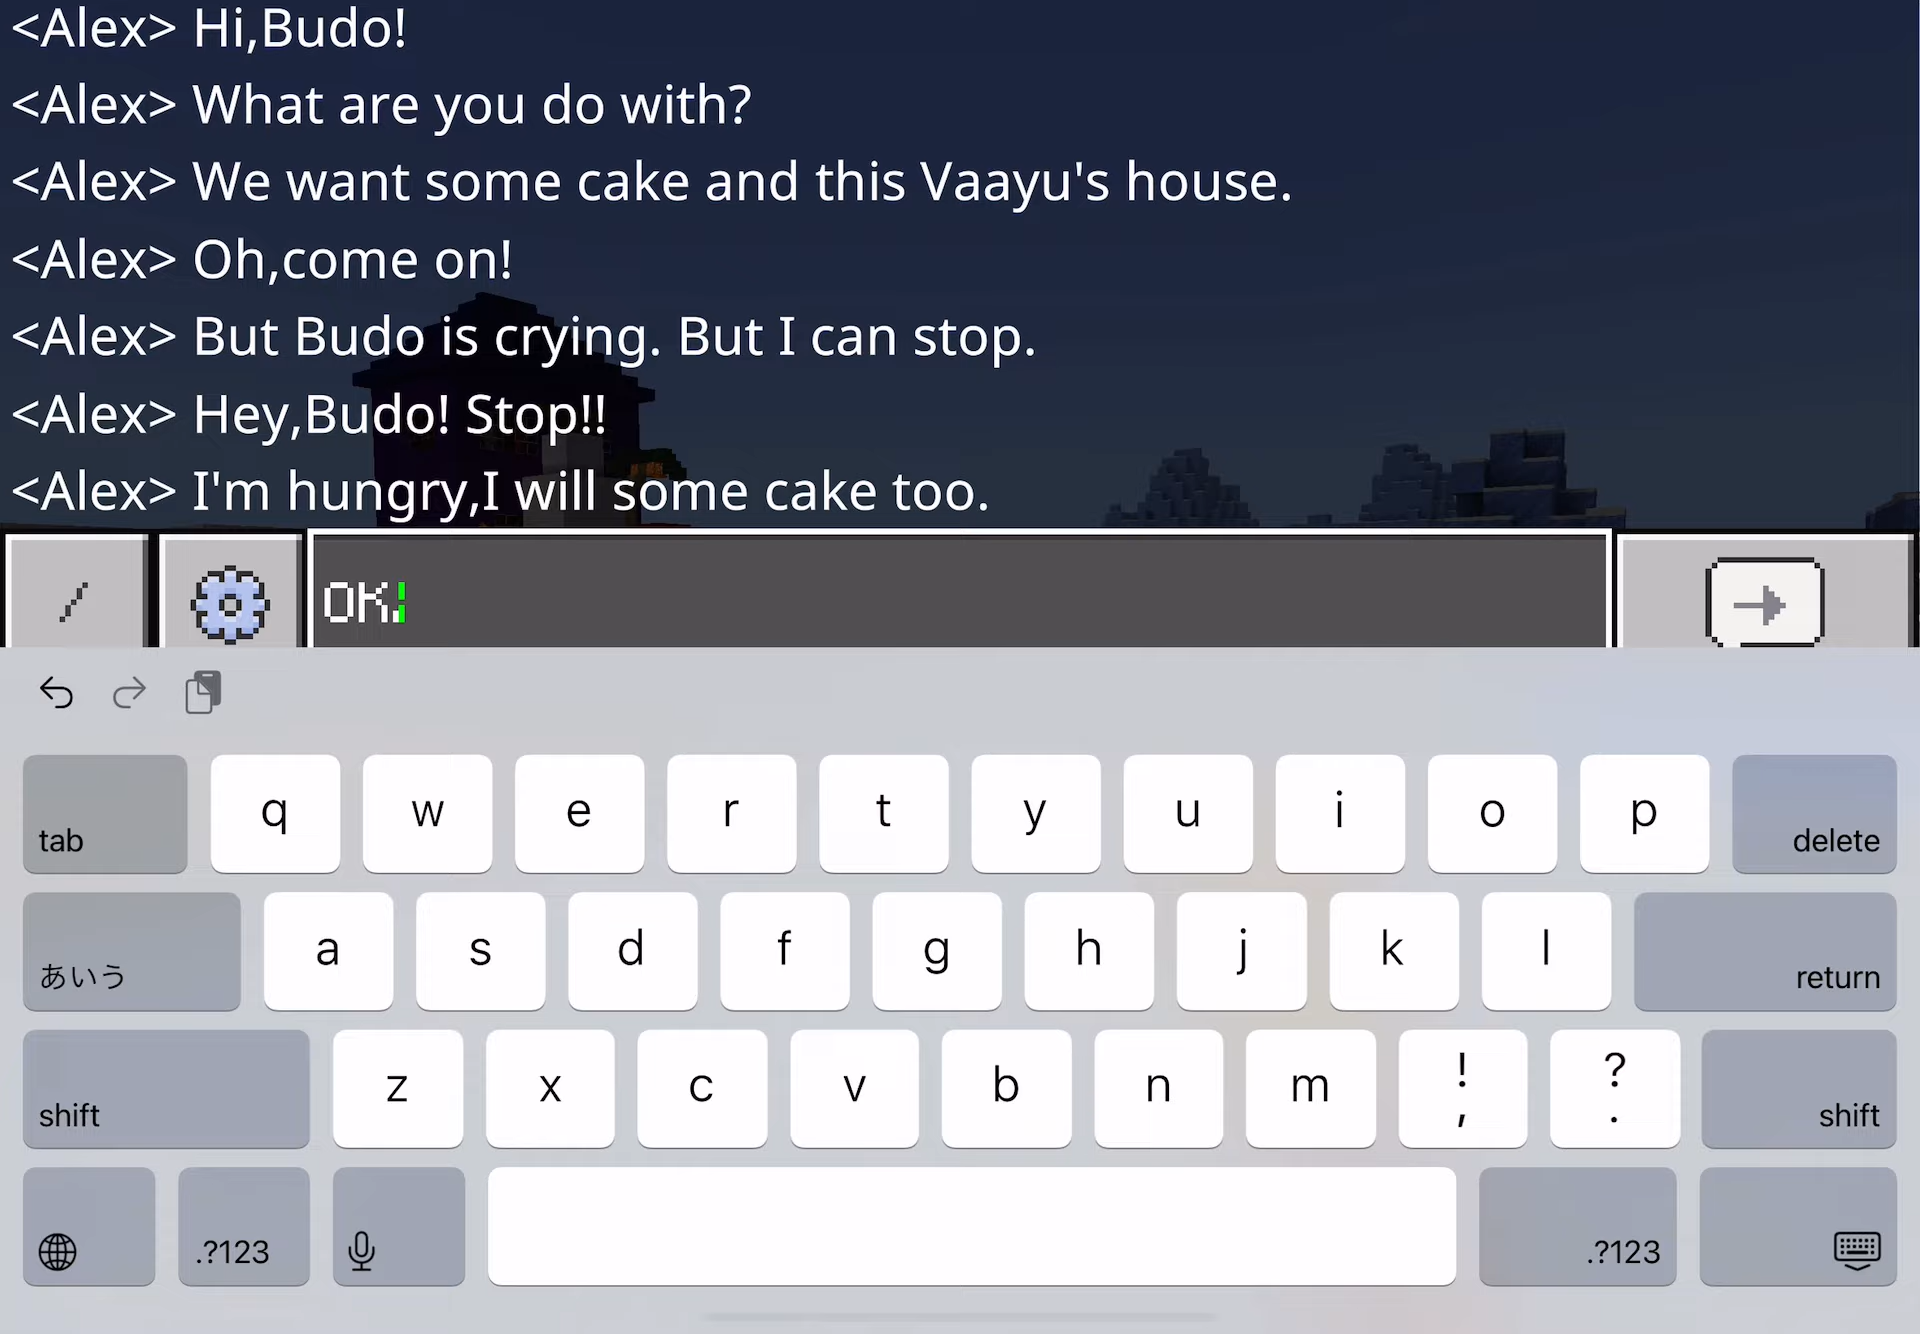 <Alex> Hi,Budo!
<Alex> What are you do with?
<Alex> We want some cake and this Vaayu's house.
<Alex> Oh,come on!
<Alex> But Budo is crying. But I can stop.
<Alex> Hey,Budo! Stop!!
<Alex> I'm hungry,I will some cake too.
/ OK.
tab q w e r t y u i o p delete
あいう a s d f g h j k l return
shift z x c v b n m ! , ? . shift
.?123 .?123